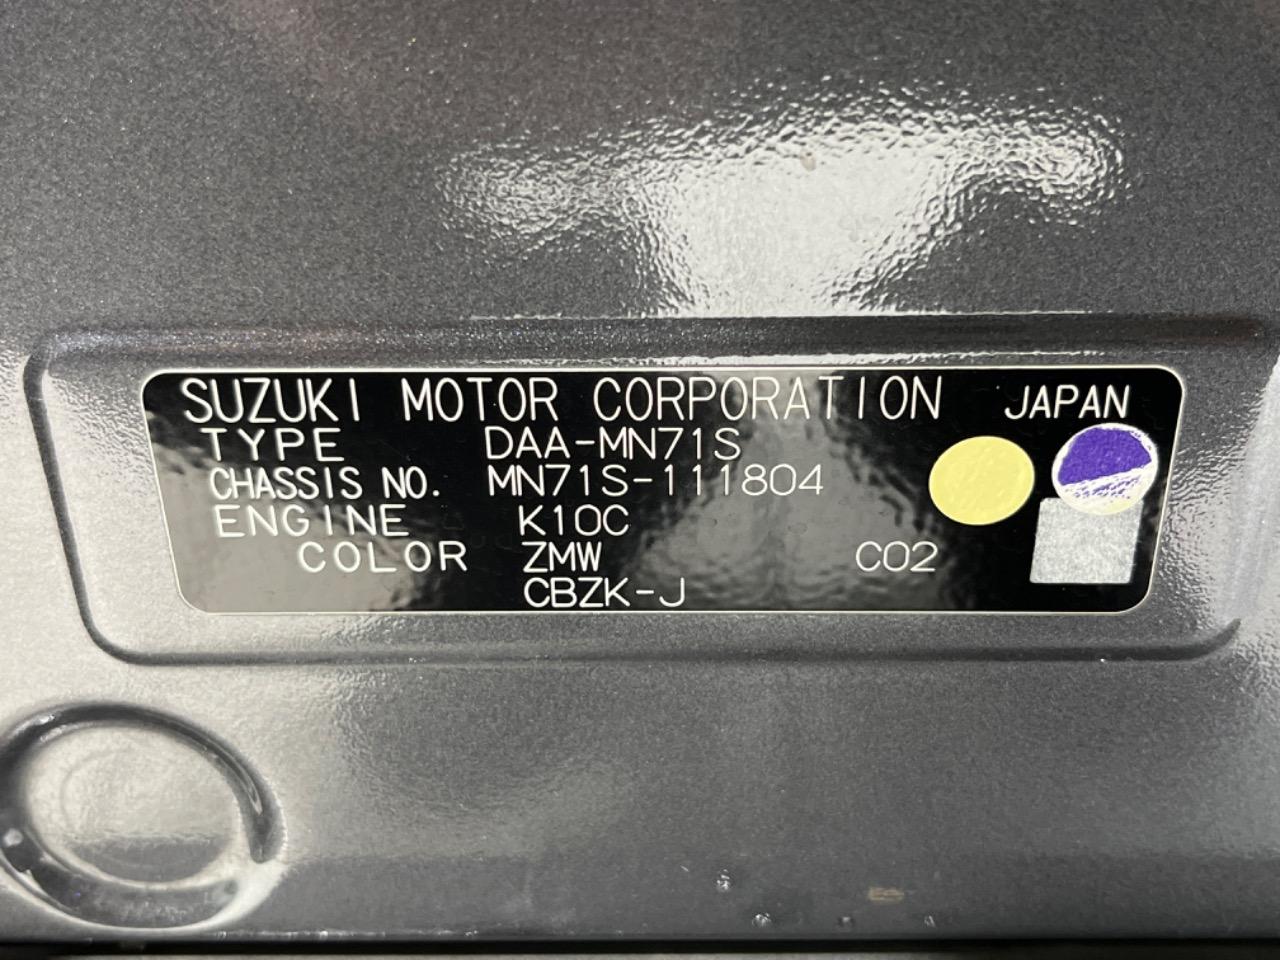 SUZUKI MOTOR CORPORATION JAPAN
TYPE DAA-MN71S
CHASSIS NO. MN71S-111804
ENGINE K10C
COLOR ZMW C02
CBZK-J